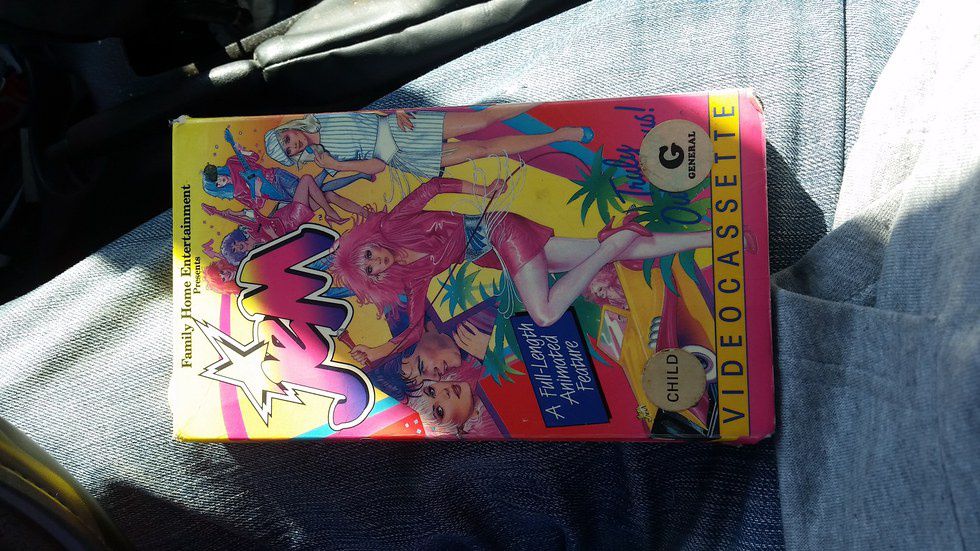 Family Home Entertainment
Presents
Jem
Truly
Outrageous!
A Full-Length
Animated
Feature
G
GENERAL
CHILD
VIDEOCASSETTE